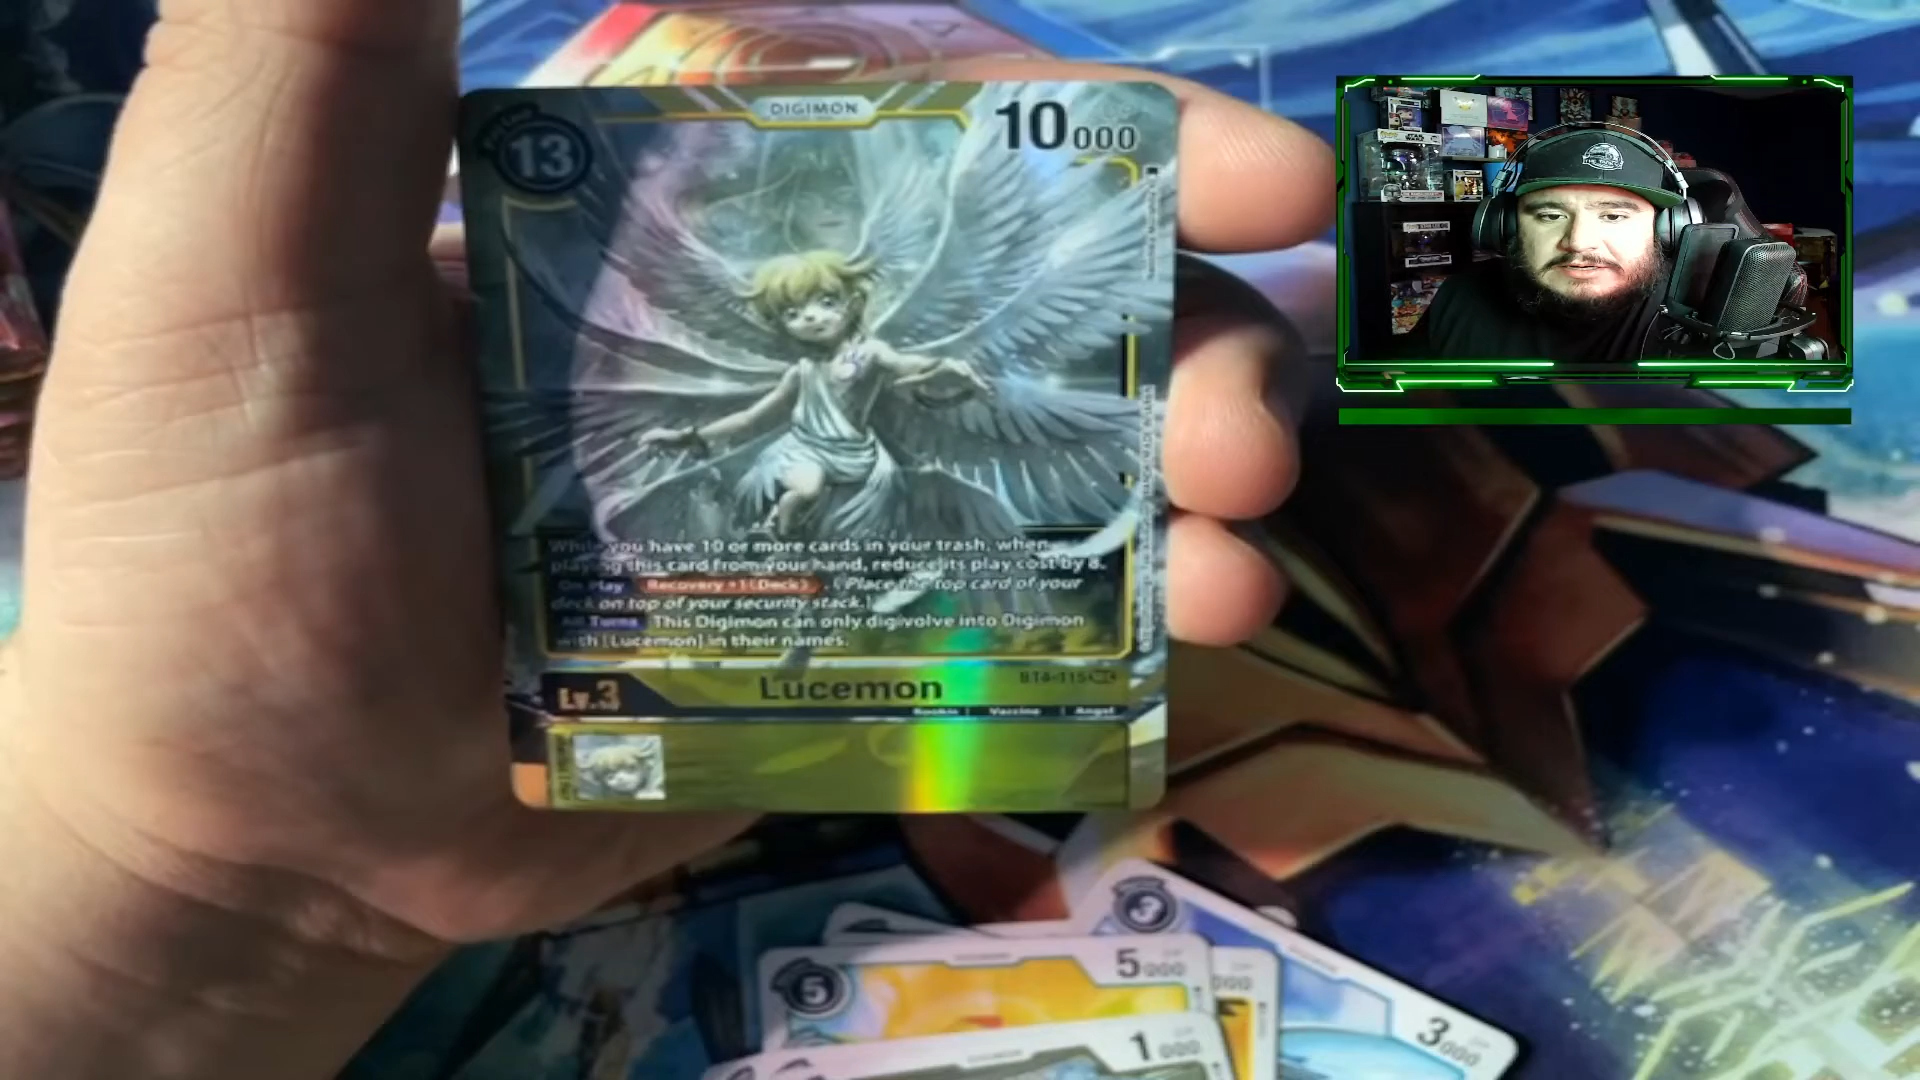 DIGIMON
13
10000
While you have 10 or more cards in your trash, when
playing this card from your hand, reduce its play cost by 8.
On Play Recovery +1 (Deck) . (Place the top card of your
deck on top of your security stack.)
All Turns This Digimon can only digivolve into Digimon
with [Lucemon] in their names.
BT4-115
Lv.3
Lucemon
Rookie | Vaccine | Angel
3
5
5000
000
3000
1000